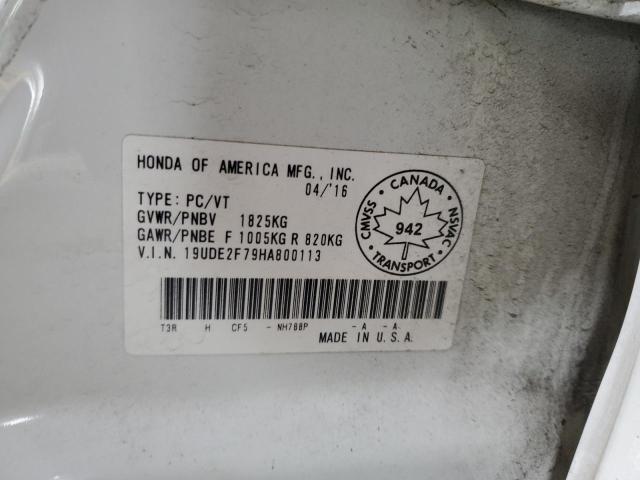 HONDA OF AMERICA MFG., INC.
04/'16
TYPE: PC/VT
GVWR/PNBV 1825KG
GAWR/PNBE F 1005KG R 820KG
V.I.N. 19UDE2F79HA800113
CANADA
CMVSS
942
NSVAC
TRANSPORT
T3R H CF5 - NH788P - A - A-
MADE IN U.S.A.